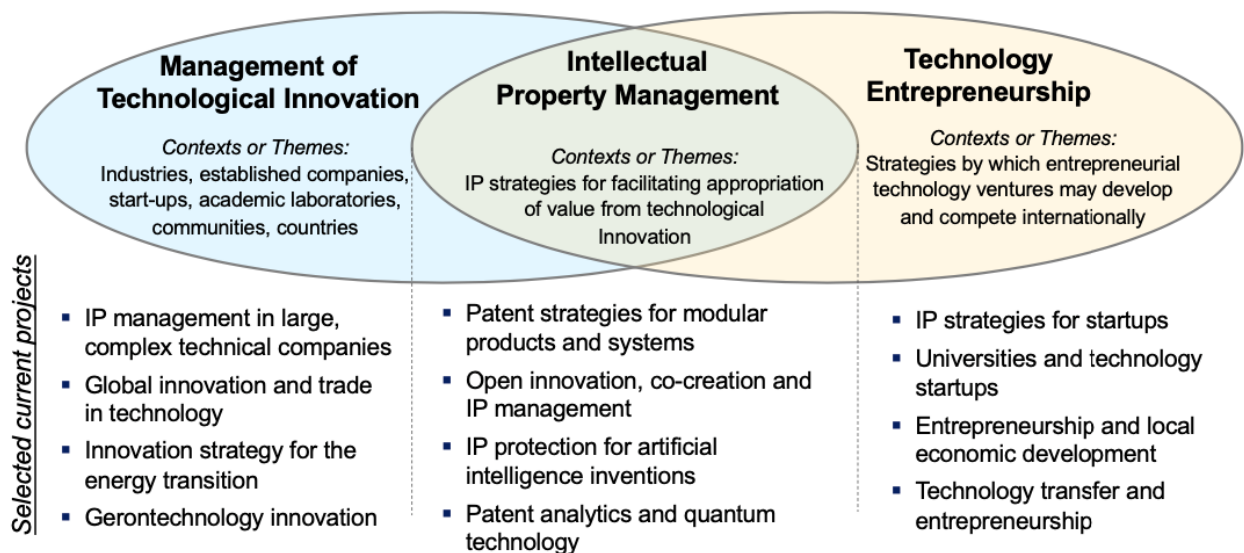 Management of
Technological Innovation
Contexts or Themes:
Industries, established companies,
start-ups, academic laboratories,
communities, countries
Intellectual
Property Management
Contexts or Themes:
IP strategies for facilitating appropriation
of value from technological
Innovation
Technology
Entrepreneurship
Contexts or Themes:
Strategies by which entrepreneurial
technology ventures may develop
and compete internationally
Selected current projects
▪ IP management in large,
complex technical companies
▪ Global innovation and trade
in technology
▪ Innovation strategy for the
energy transition
▪ Gerontechnology innovation
▪ Patent strategies for modular
products and systems
▪ Open innovation, co-creation and
IP management
▪ IP protection for artificial
intelligence inventions
▪ Patent analytics and quantum
technology
▪ IP strategies for startups
▪ Universities and technology
startups
▪ Entrepreneurship and local
economic development
▪ Technology transfer and
entrepreneurship